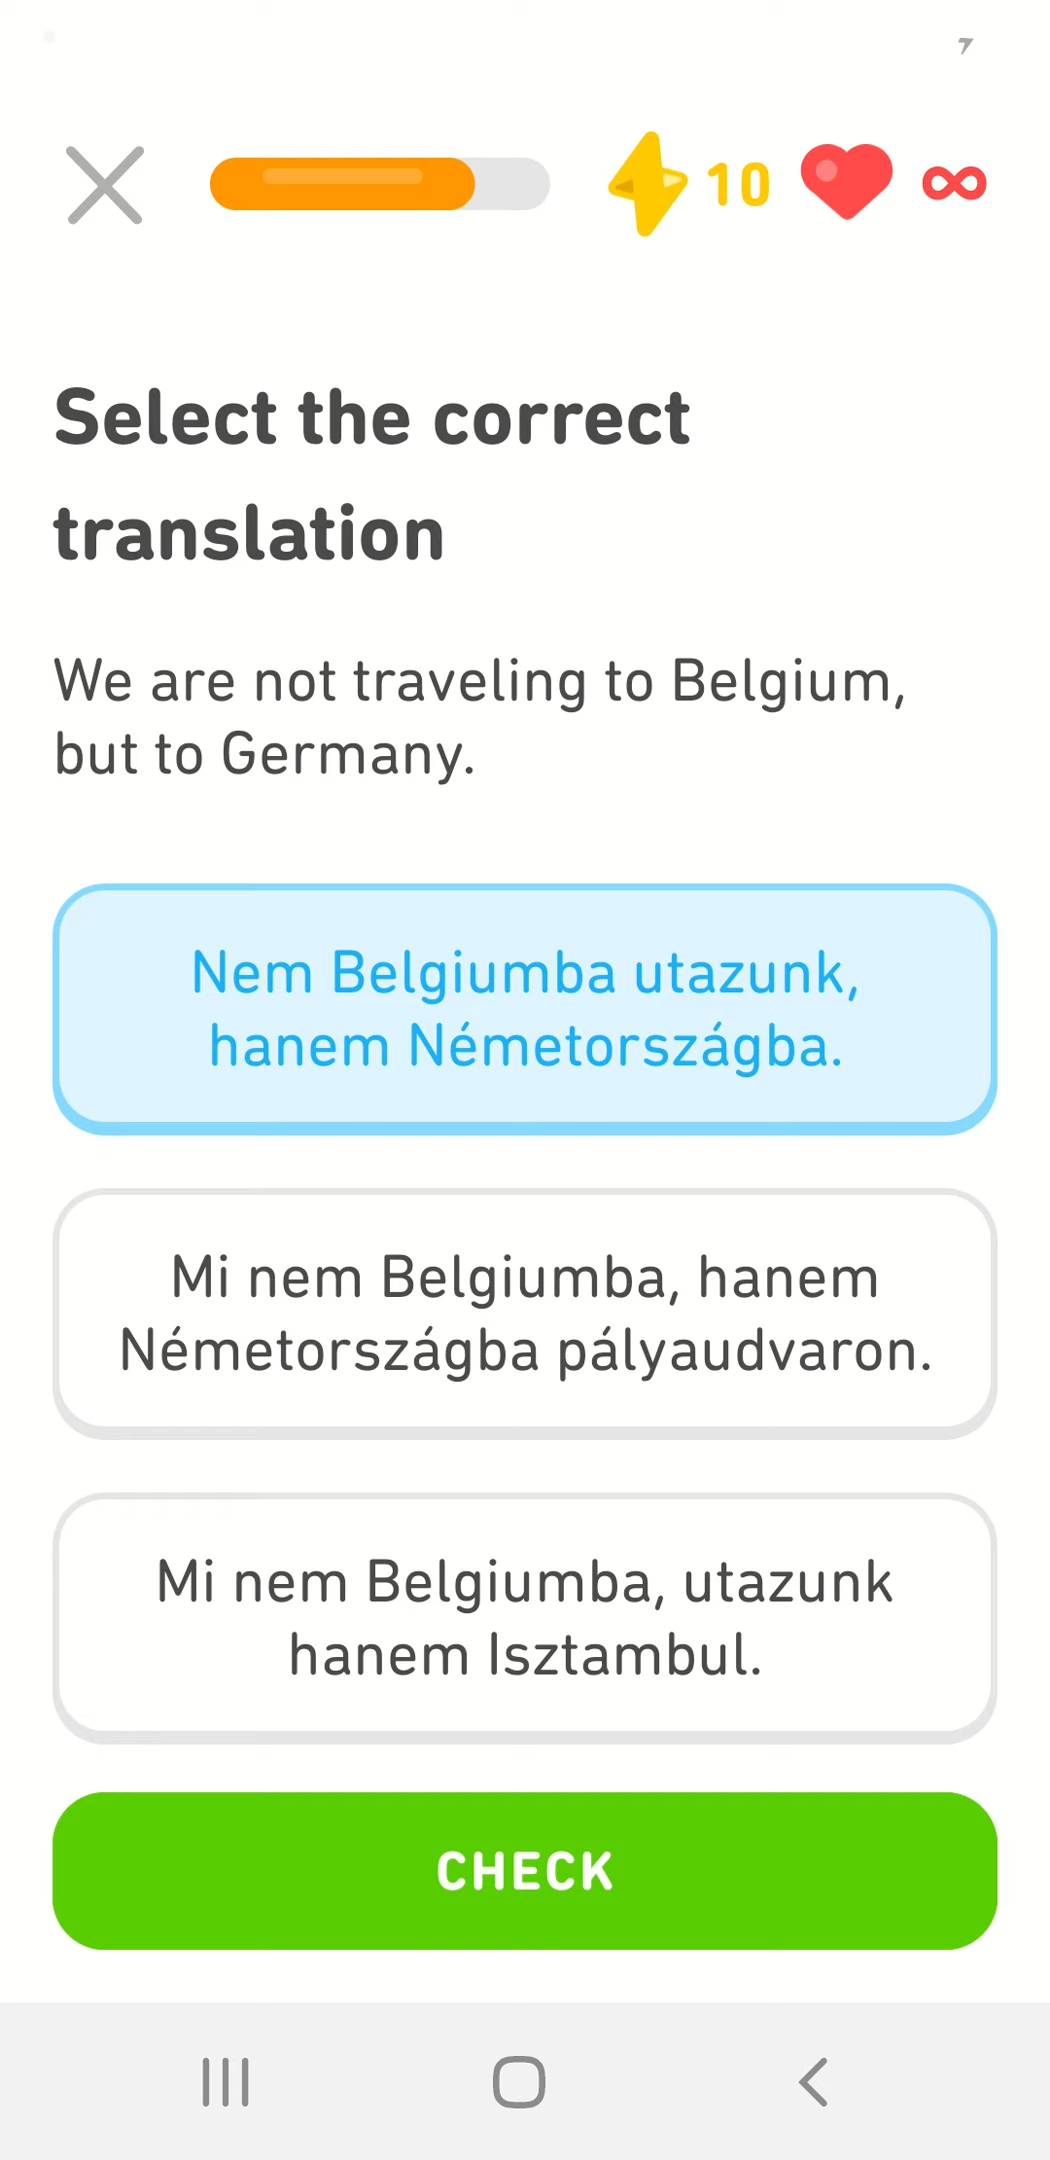 10
Select the correct
translation
We are not traveling to Belgium,
but to Germany.
Nem Belgiumba utazunk,
hanem Németországba.
Mi nem Belgiumba, hanem
Németországba pályaudvaron.
Mi nem Belgiumba, utazunk
hanem Isztambul.
CHECK